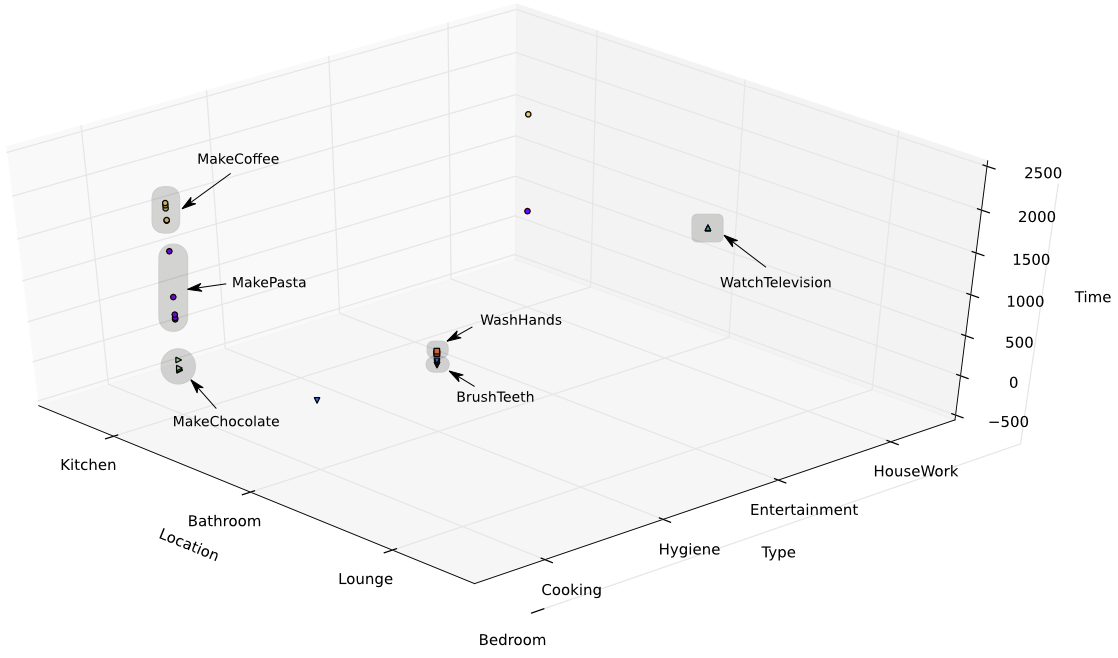 MakeCoffee
2500
2000
1500
MakePasta
WatchTelevision
Time
1000
WashHands
500
0
BrushTeeth
MakeChocolate
−500
Kitchen
HouseWork
Entertainment
Bathroom
Location
Hygiene
Type
Lounge
Cooking
Bedroom